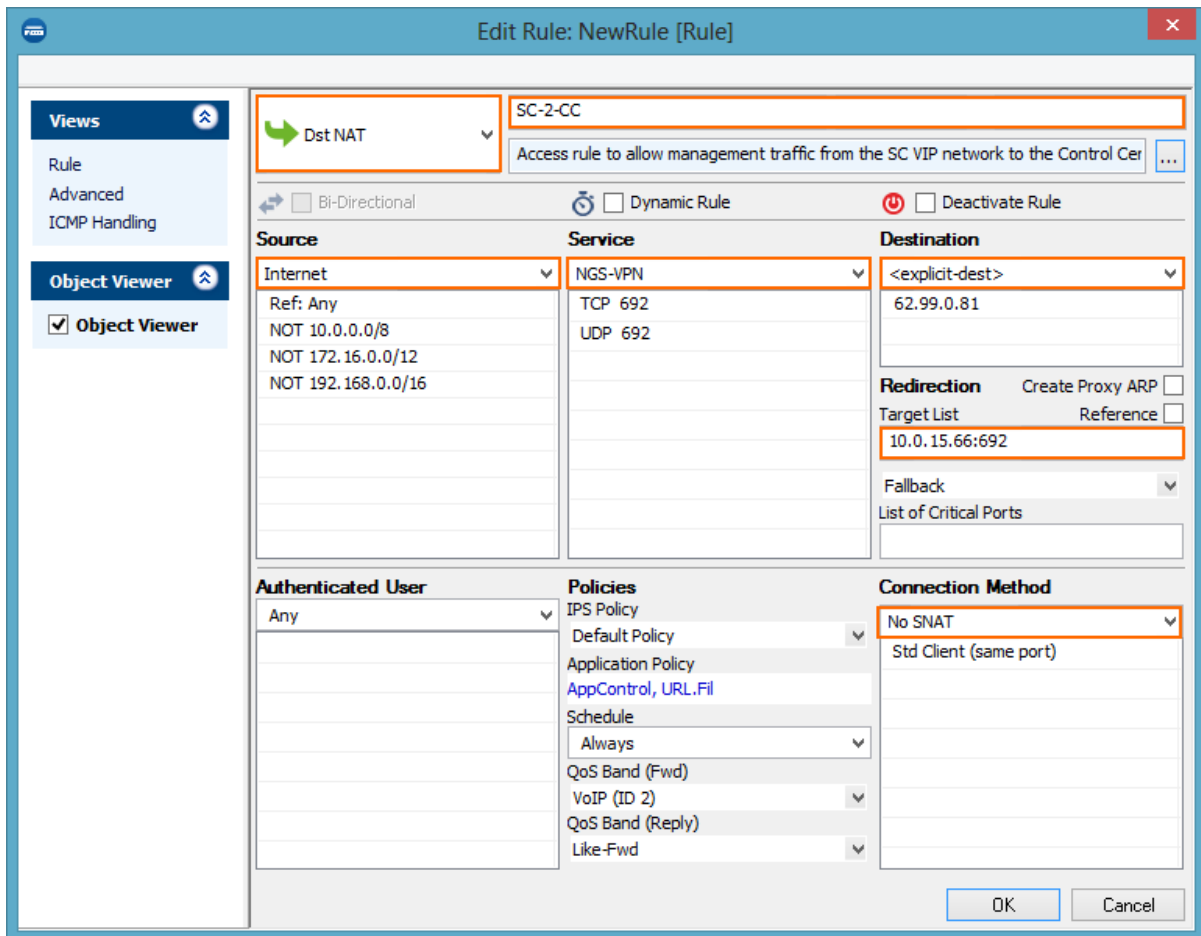 Edit Rule: NewRule [Rule]
Views
Rule
Advanced
ICMP Handling
Object Viewer
Object Viewer
Dst NAT
SC-2-CC
Access rule to allow management traffic from the SC VIP network to the Control Cer
...
Bi-Directional
Dynamic Rule
Deactivate Rule
Source
Internet
Ref: Any
NOT 10.0.0.0/8
NOT 172.16.0.0/12
NOT 192.168.0.0/16
Service
NGS-VPN
TCP 692
UDP 692
Destination
<explicit-dest>
62.99.0.81
Redirection Create Proxy ARP
Target List Reference
10.0.15.66:692
Fallback
List of Critical Ports
Authenticated User
Any
Policies
IPS Policy
Default Policy
Application Policy
AppControl, URL.Fil
Schedule
Always
QoS Band (Fwd)
VoIP (ID 2)
QoS Band (Reply)
Like-Fwd
Connection Method
No SNAT
Std Client (same port)
OK
Cancel